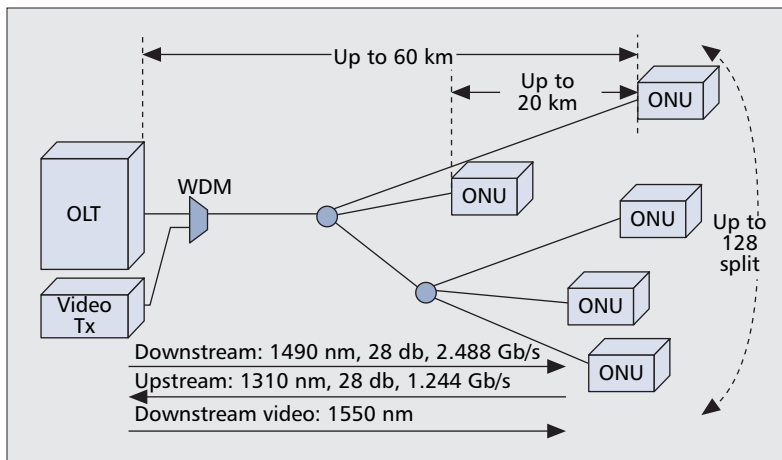 Up to 60 km
Up to
20 km
ONU
WDM
OLT
ONU
ONU
Up to
128
split
Video
Tx
ONU
Downstream: 1490 nm, 28 db, 2.488 Gb/s
ONU
Upstream: 1310 nm, 28 db, 1.244 Gb/s
Downstream video: 1550 nm